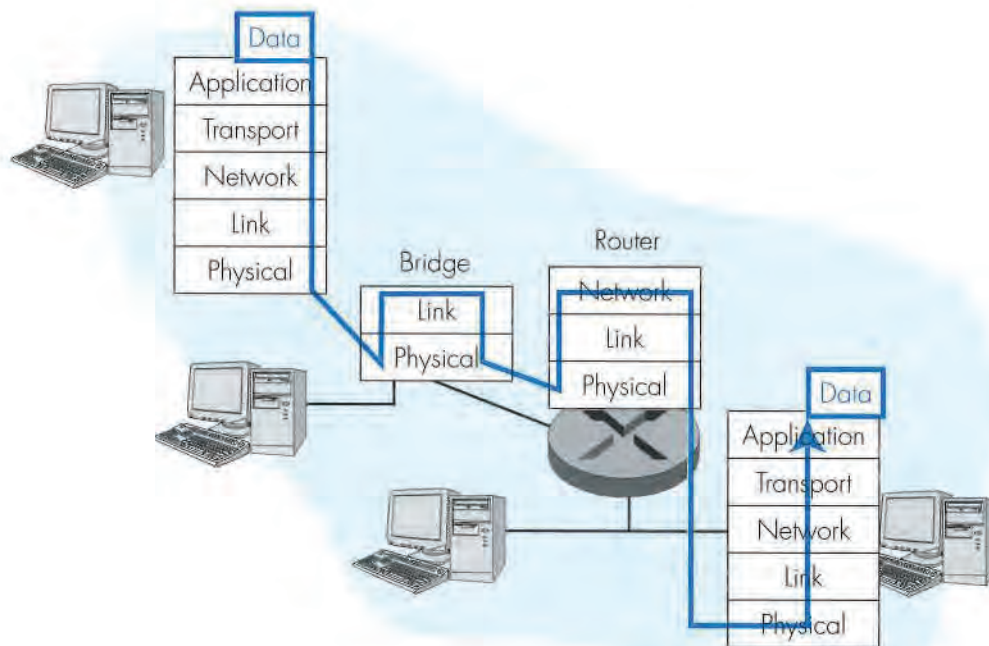 Data
Application
Transport
Network
Link
Physical
Bridge
Link
Physical
Router
Network
Link
Physical
Data
Application
Transport
Network
Link
Physical